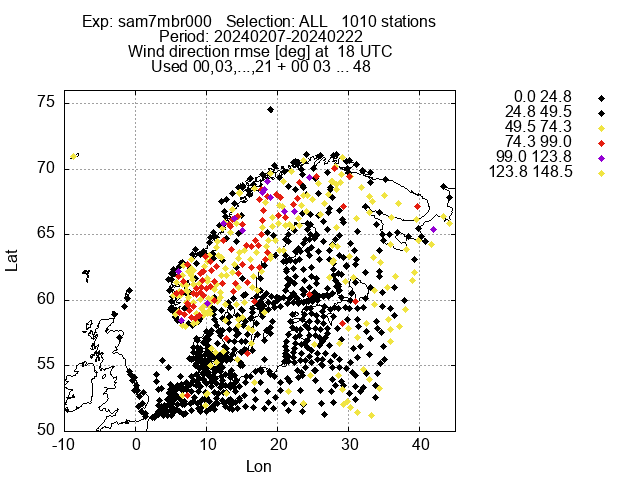 Exp: sam7mbr000 Selection: ALL 1010 stations
Period: 20240207-20240222
Wind direction rmse [deg] at 18 UTC
Used 00,03,...,21 + 00 03 ... 48
0.0 24.8
24.8 49.5
49.5 74.3
74.3 99.0
99.0 123.8
123.8 148.5
75
70
65
60
55
50
Lat
-10 0 10 20 30 40
Lon